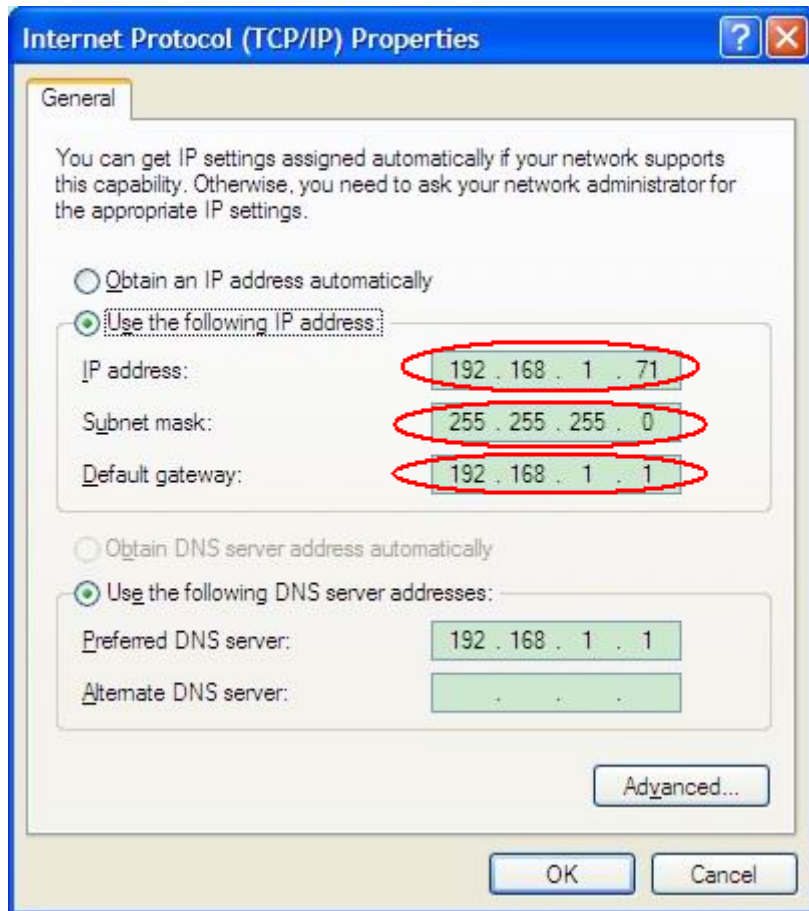 Internet Protocol (TCP/IP) Properties
General
You can get IP settings assigned automatically if your network supports
this capability. Otherwise, you need to ask your network administrator for
the appropriate IP settings.
Obtain an IP address automatically
Use the following IP address:
IP address: 192 . 168 . 1 . 71
Subnet mask: 255 . 255 . 255 . 0
Default gateway: 192 . 168 . 1 . 1
Obtain DNS server address automatically
Use the following DNS server addresses:
Preferred DNS server: 192 . 168 . 1 . 1
Alternate DNS server: . . .
Advanced...
OK Cancel